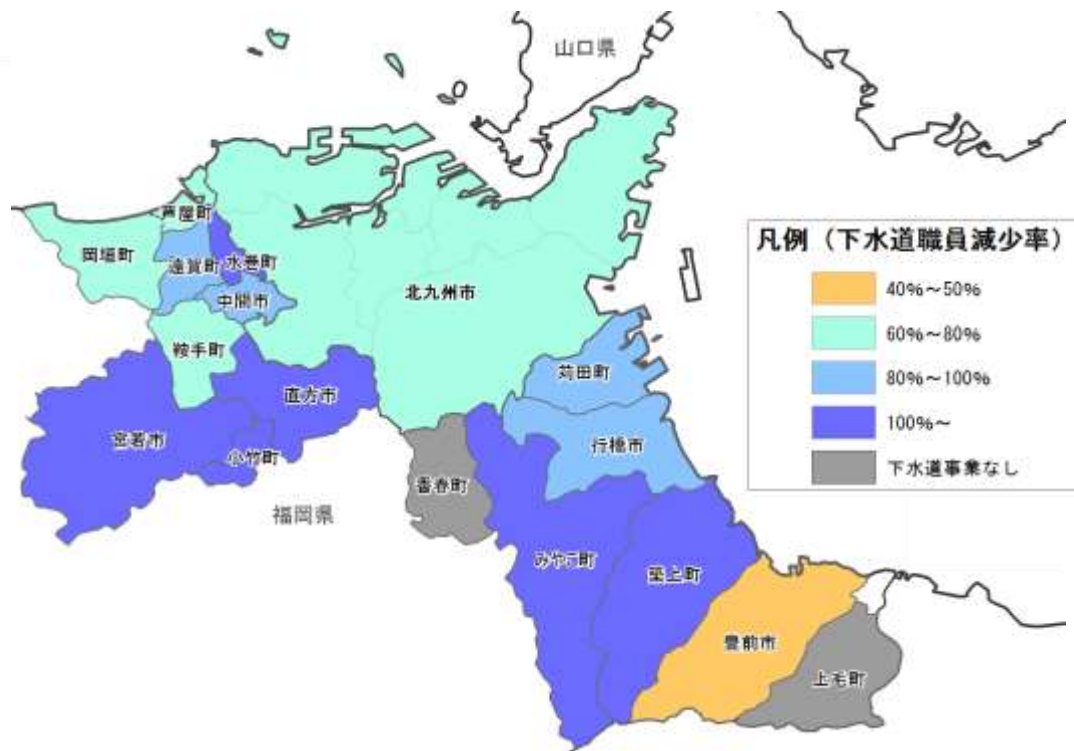 山口県
芦屋町
岡垣町
遠賀町
水巻町
中間市
北九州市
鞍手町
直方市
宮若市
小竹町
苅田町
行橋市
香春町
福岡県
みやこ町
築上町
豊前市
上毛町
凡例（下水道職員減少率）
40%～50%
60%～80%
80%～100%
100%～
下水道事業なし